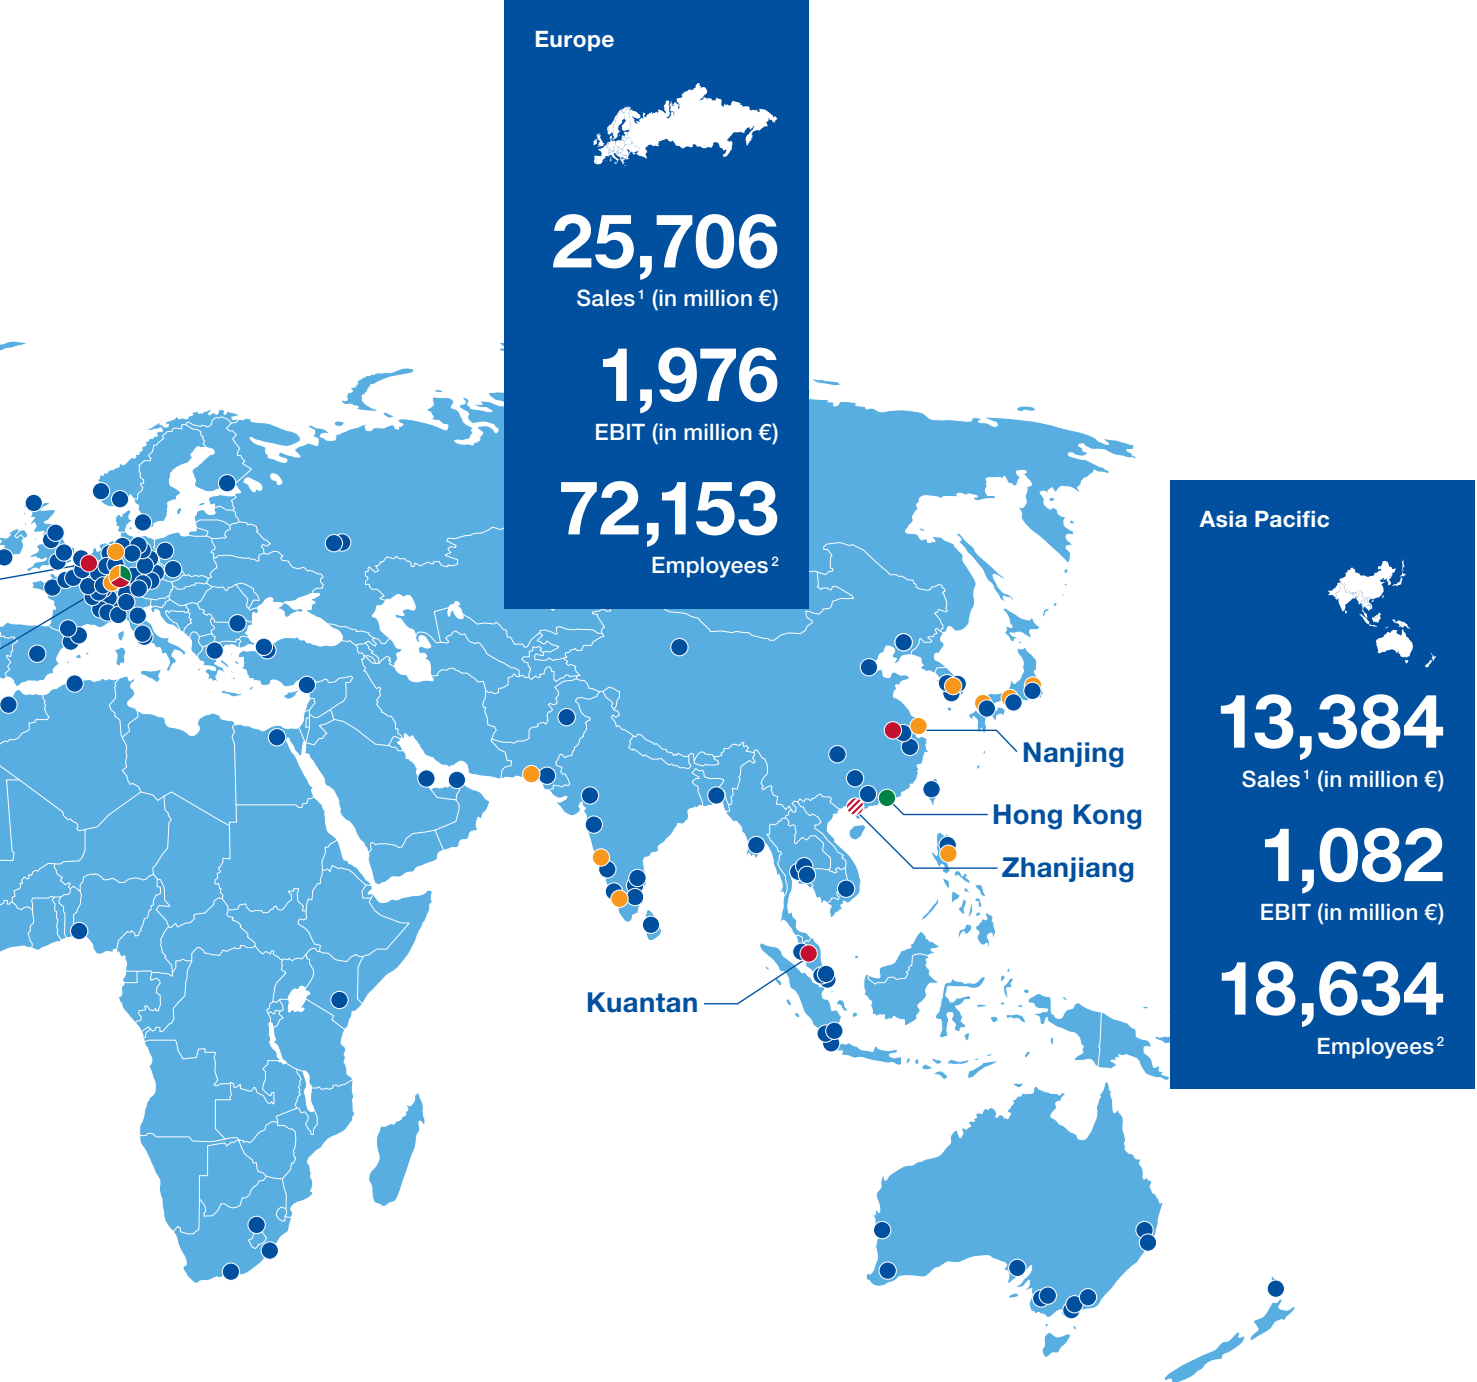 Europe
25,706
Sales¹ (in million €)
1,976
EBIT (in million €)
72,153
Employees²
Asia Pacific
13,384
Sales¹ (in million €)
1,082
EBIT (in million €)
18,634
Employees²
Nanjing
Hong Kong
Zhanjiang
Kuantan